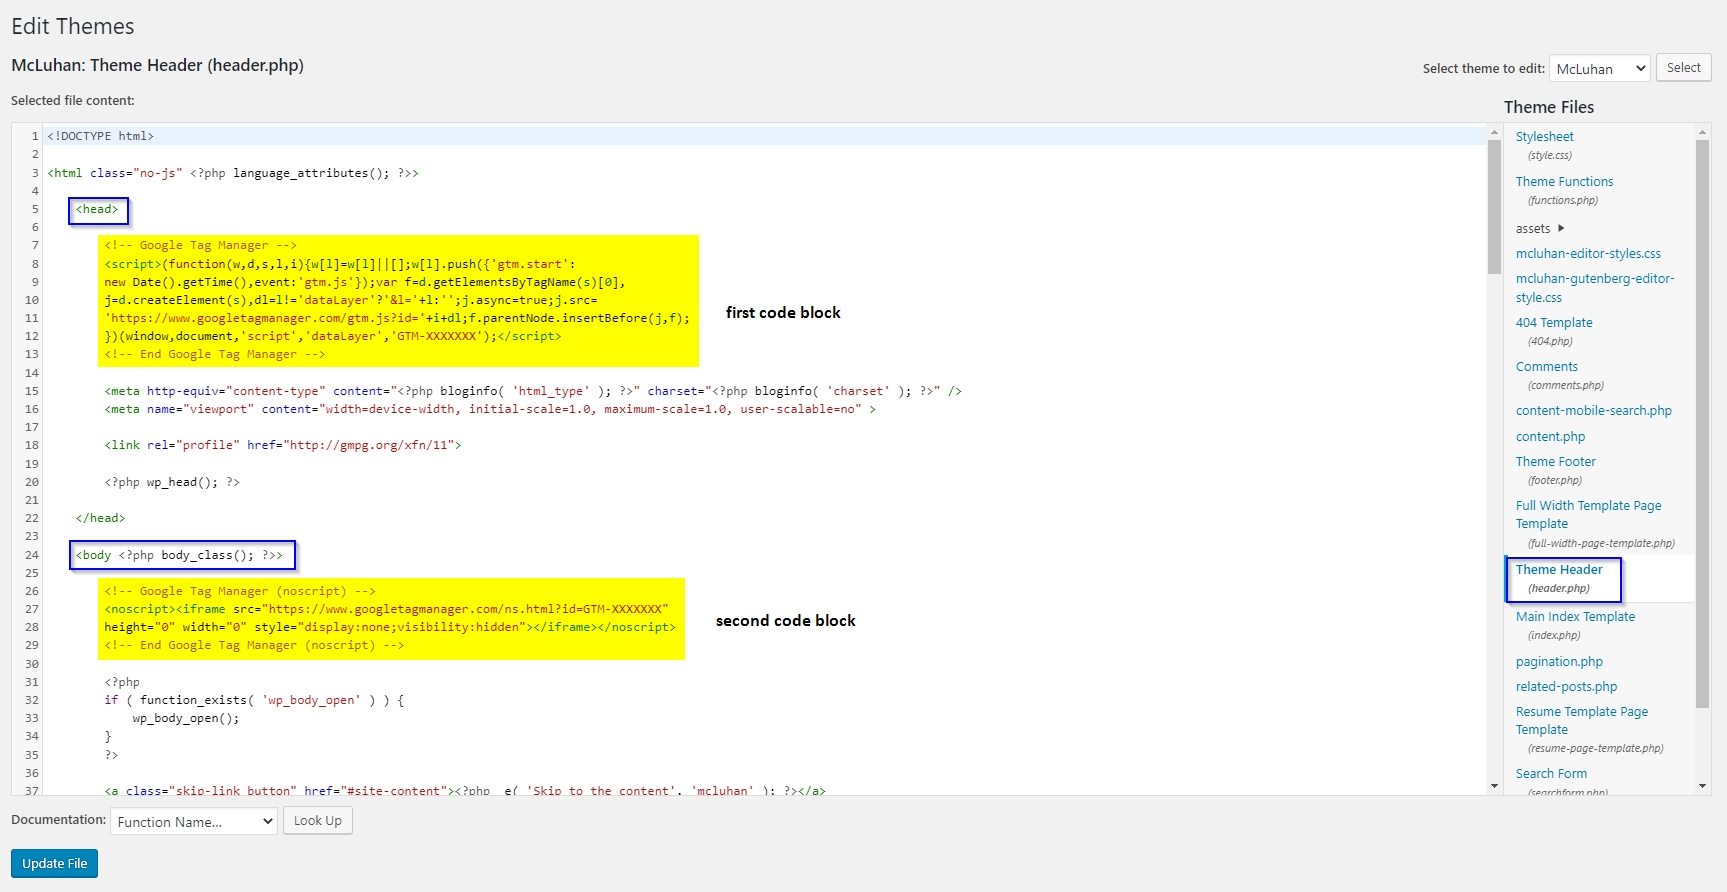 Edit Themes
McLuhan: Theme Header (header.php)
Select theme to edit: McLuhan Select
Selected file content:
Theme Files
1 <!DOCTYPE html>
2
3 <html class="no-js" <?php language_attributes(); ?>>
4
5 <head>
6
7 <!-- Google Tag Manager -->
8 <script>(function(w,d,s,l,i){w[l]=w[l]||[];w[l].push({'gtm.start':
9 new Date().getTime(),event:'gtm.js'});var f=d.getElementsByTagName(s)[0],
10 j=d.createElement(s),dl=l!='dataLayer'?'&l='+l:'';j.async=true;j.src=
11 'https://www.googletagmanager.com/gtm.js?id='+i+dl;f.parentNode.insertBefore(j,f);
12 })(window,document,'script','dataLayer','GTM-XXXXXXX');</script>
13 <!-- End Google Tag Manager -->
first code block
14
15 <meta http-equiv="content-type" content="<?php bloginfo( 'html_type' ); ?>" charset="<?php bloginfo( 'charset' ); ?>" />
16 <meta name="viewport" content="width=device-width, initial-scale=1.0, maximum-scale=1.0, user-scalable=no" >
17
18 <link rel="profile" href="http://gmpg.org/xfn/11">
19
20 <?php wp_head(); ?>
21
22 </head>
23
24 <body <?php body_class(); ?>>
25
26 <!-- Google Tag Manager (noscript) -->
27 <noscript><iframe src="https://www.googletagmanager.com/ns.html?id=GTM-XXXXXXX"
28 height="0" width="0" style="display:none;visibility:hidden"></iframe></noscript>
29 <!-- End Google Tag Manager (noscript) -->
second code block
30
31 <?php
32 if ( function_exists( 'wp_body_open' ) ) {
33 wp_body_open();
34 }
35 ?>
36
37 <a class="skip-link button" href="#site-content"><?php _e( 'Skip to the content', 'mcluhan' ); ?></a>
Stylesheet
(style.css)
Theme Functions
(functions.php)
assets
mcluhan-editor-styles.css
mcluhan-gutenberg-editor-
style.css
404 Template
(404.php)
Comments
(comments.php)
content-mobile-search.php
content.php
Theme Footer
(footer.php)
Full Width Template Page
Template
(full-width-page-template.php)
Theme Header
(header.php)
Main Index Template
(index.php)
pagination.php
related-posts.php
Resume Template Page
Template
(resume-page-template.php)
Search Form
(searchform.php)
Documentation: Function Name... Look Up
Update File